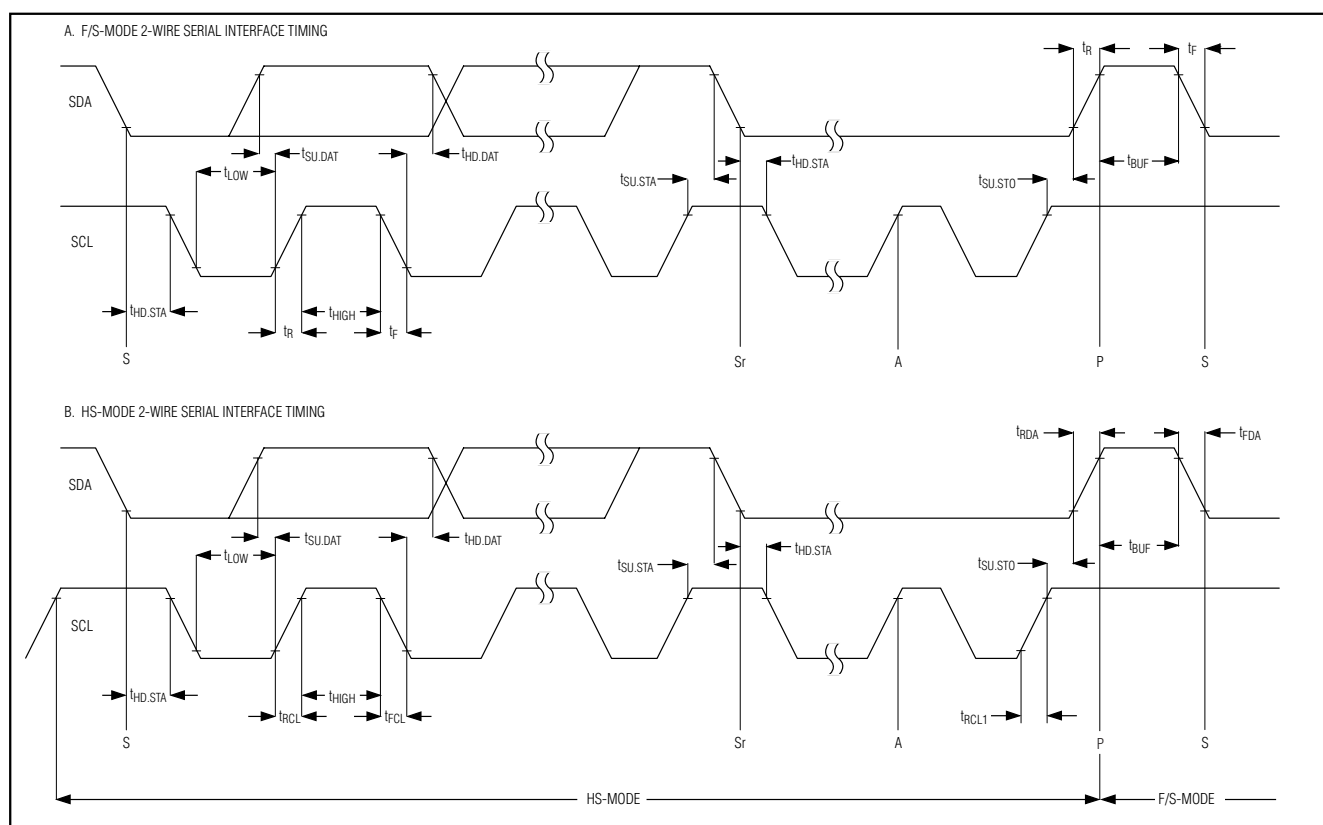 A. F/S-MODE 2-WIRE SERIAL INTERFACE TIMING
tR
tF
SDA
tSU.DAT
tHD.DAT
tHD.STA
tBUF
tLOW
tSU.STA
tSU.STO
SCL
tHD.STA
tHIGH
tR
tF
S
Sr
A
P
S
B. HS-MODE 2-WIRE SERIAL INTERFACE TIMING
tRDA
tFDA
SDA
tSU.DAT
tHD.DAT
tHD.STA
tBUF
tLOW
tSU.STA
tSU.STO
SCL
tHD.STA
tHIGH
tRCL
tFCL
tRCL1
S
Sr
A
P
S
HS-MODE
F/S-MODE